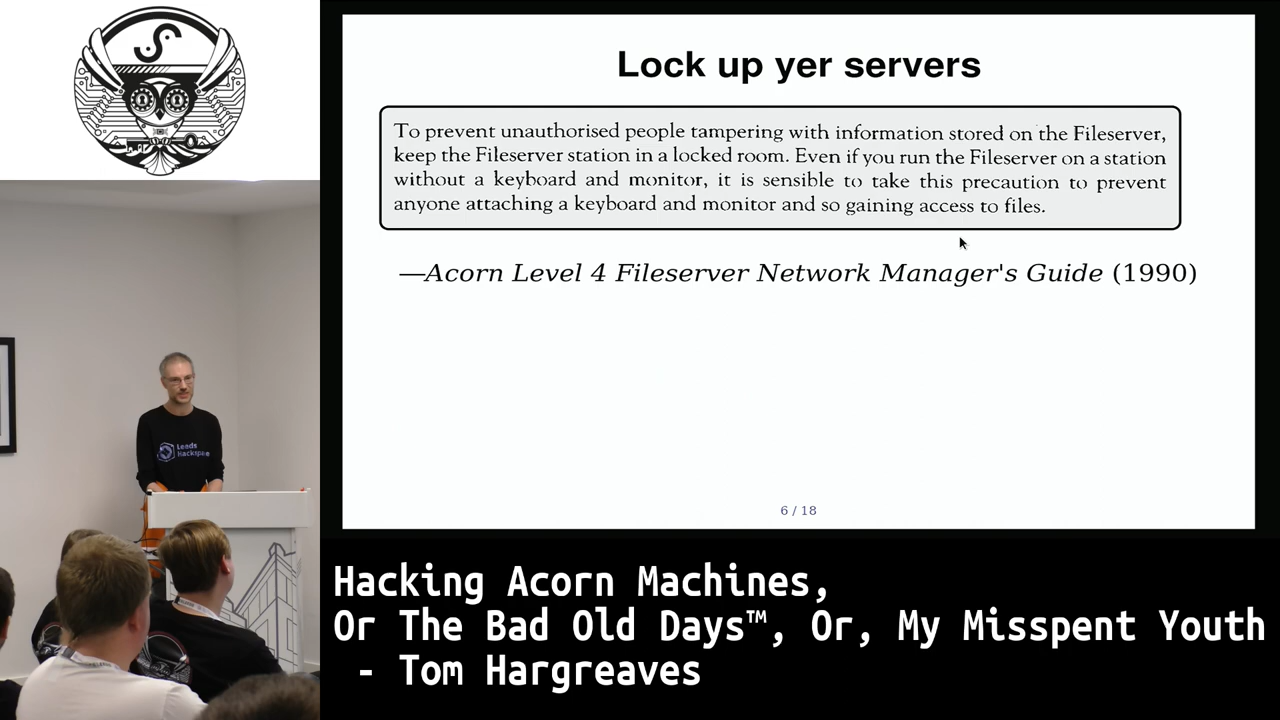 Lock up yer servers
To prevent unauthorised people tampering with information stored on the Fileserver,
keep the Fileserver station in a locked room. Even if you run the Fileserver on a station
without a keyboard and monitor, it is sensible to take this precaution to prevent
anyone attaching a keyboard and monitor and so gaining access to files.
—Acorn Level 4 Fileserver Network Manager's Guide (1990)
6 / 18
Leeds
Hackspace
Hacking Acorn Machines,
Or The Bad Old Days™, Or, My Misspent Youth
- Tom Hargreaves